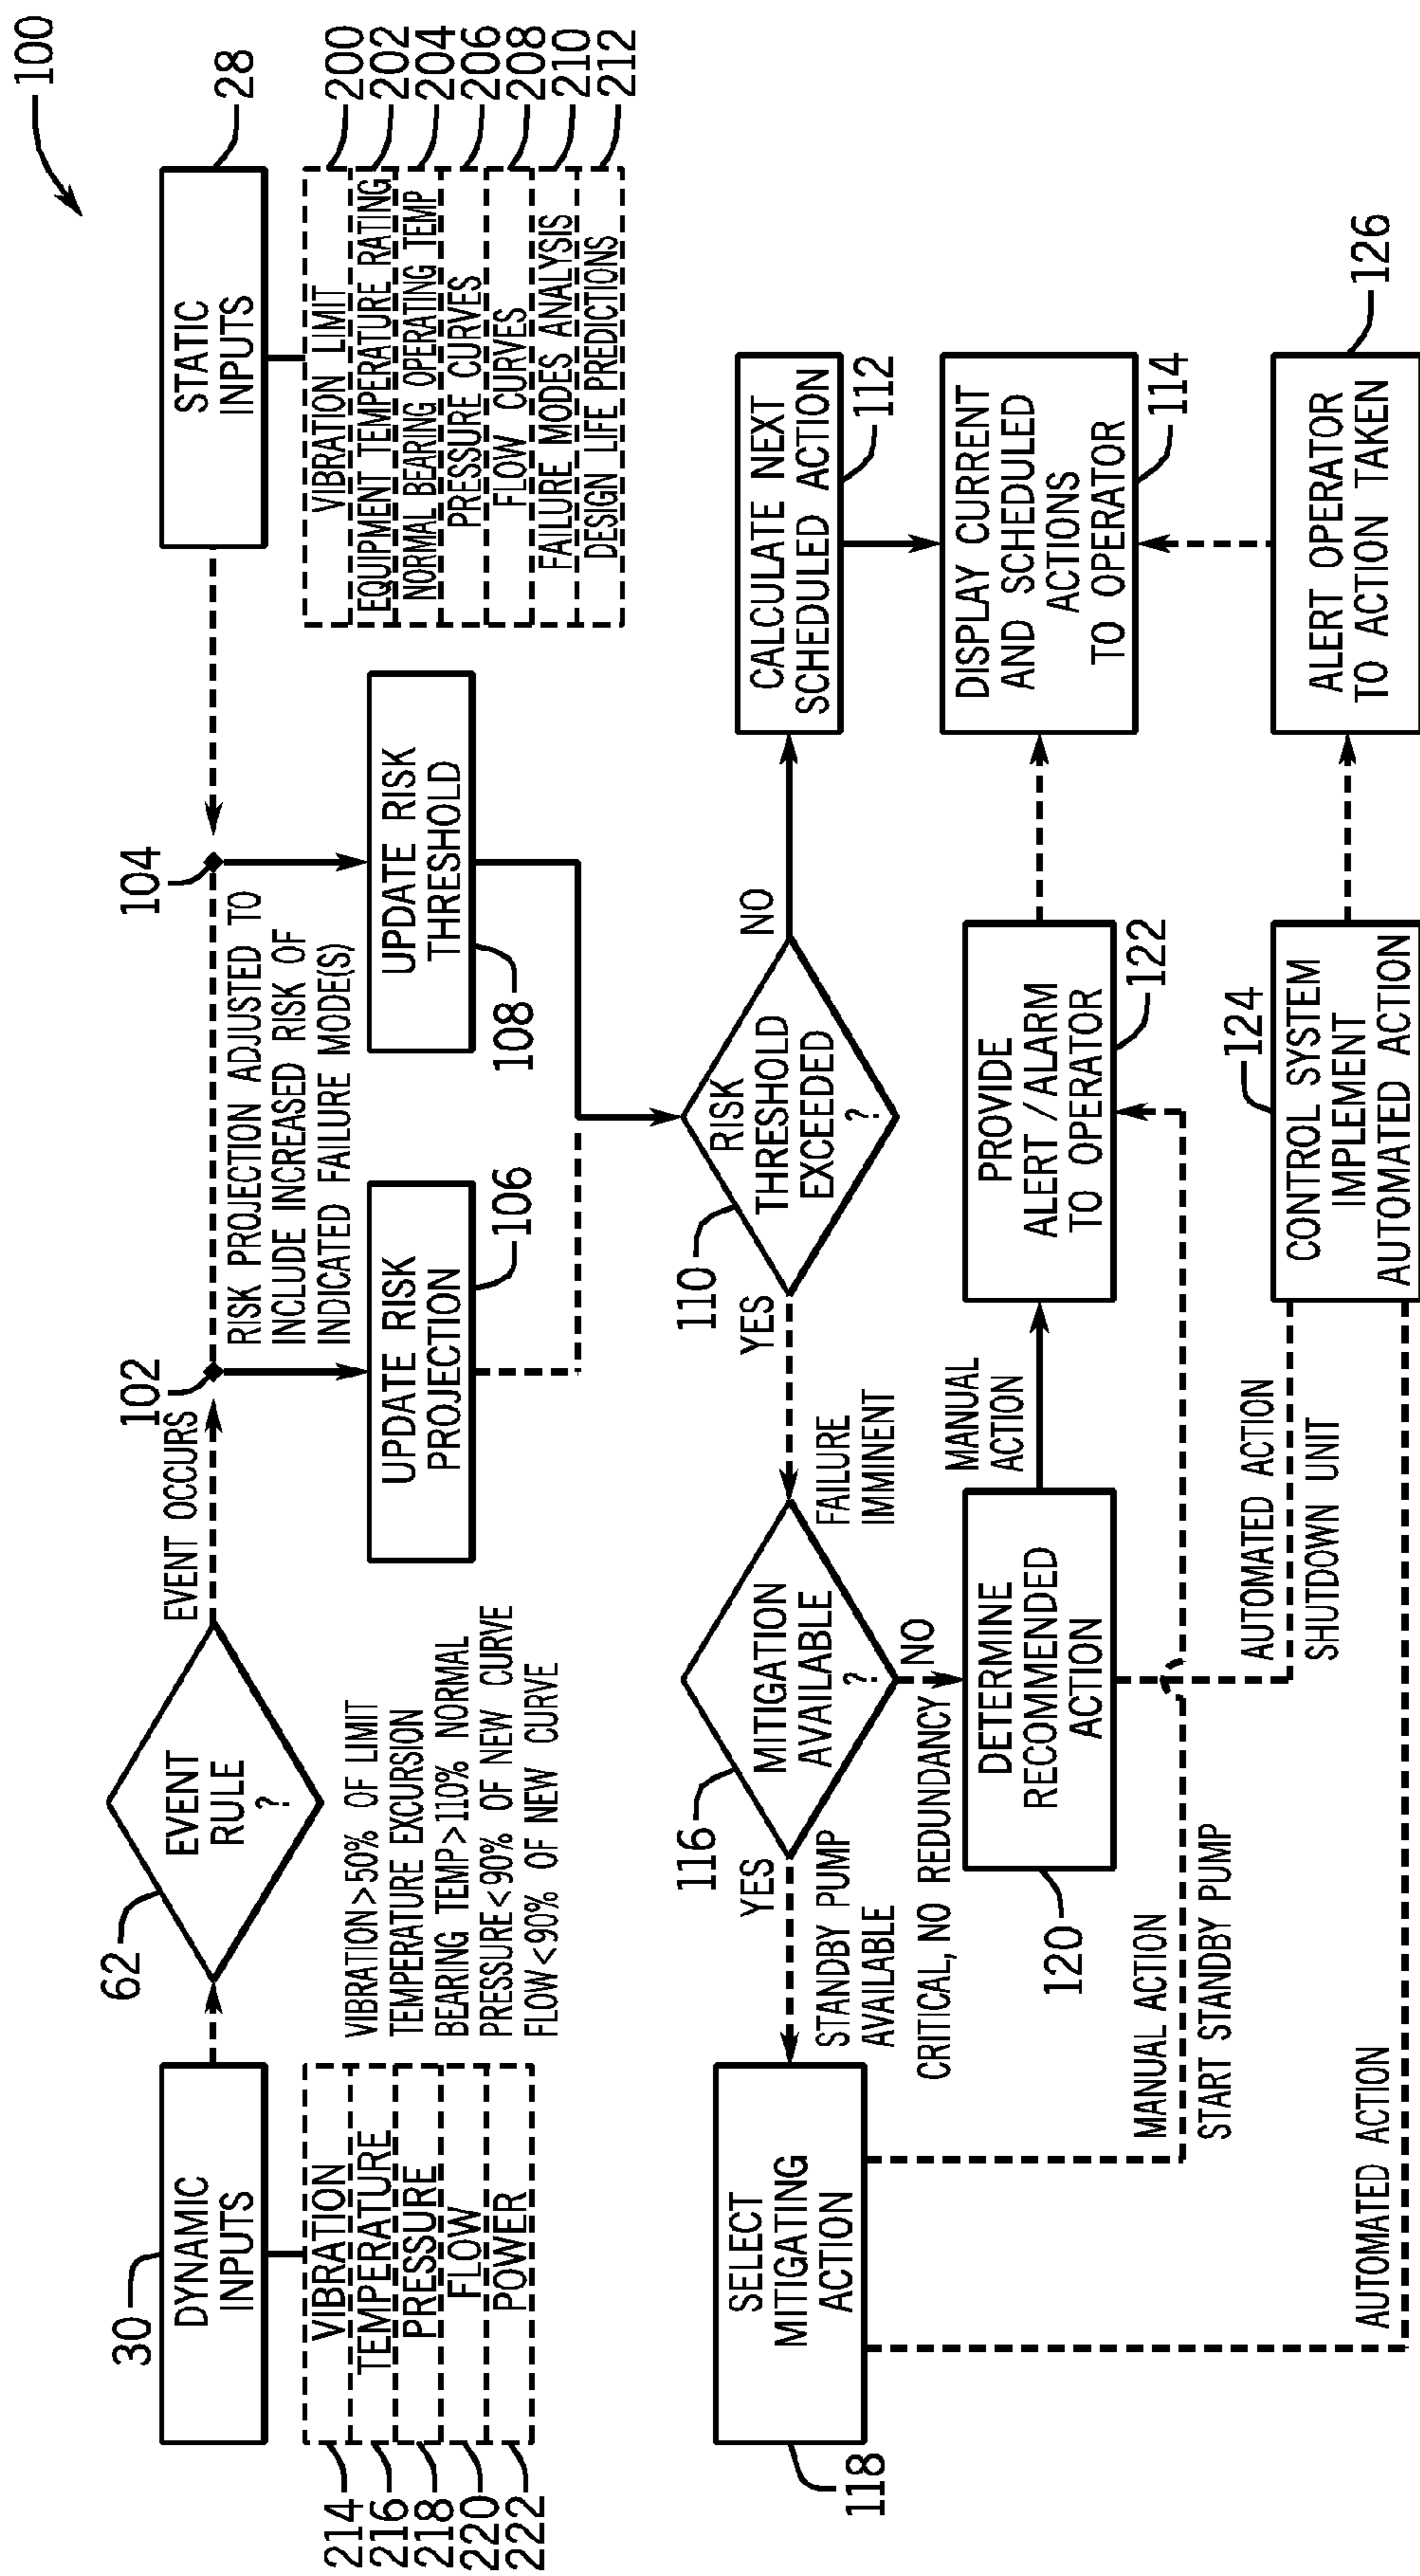 100
30
DYNAMIC
INPUTS
214
VIBRATION
216
TEMPERATURE
218
PRESSURE
220
FLOW
222
POWER
62
EVENT
RULE
?
VIBRATION>50% OF LIMIT
TEMPERATURE EXCURSION
BEARING TEMP>110% NORMAL
PRESSURE<90% OF NEW CURVE
FLOW<90% OF NEW CURVE
EVENT OCCURS
102
104
RISK PROJECTION ADJUSTED TO
INCLUDE INCREASED RISK OF
INDICATED FAILURE MODE(S)
UPDATE RISK
PROJECTION
106
UPDATE RISK
THRESHOLD
108
28
STATIC
INPUTS
VIBRATION LIMIT
200
EQUIPMENT TEMPERATURE RATING
202
NORMAL BEARING OPERATING TEMP
204
PRESSURE CURVES
206
FLOW CURVES
208
FAILURE MODES ANALYSIS
210
DESIGN LIFE PREDICTIONS
212
110
RISK
THRESHOLD
EXCEEDED
?
NO
YES
CALCULATE NEXT
SCHEDULED ACTION
112
DISPLAY CURRENT
AND SCHEDULED
ACTIONS
TO OPERATOR
114
FAILURE
IMMINENT
116
MITIGATION
AVAILABLE
?
YES
STANDBY PUMP
AVAILABLE
NO
CRITICAL, NO REDUNDANCY
SELECT
MITIGATING
ACTION
118
DETERMINE
RECOMMENDED
ACTION
120
MANUAL
ACTION
PROVIDE
ALERT/ALARM
TO OPERATOR
122
MANUAL ACTION
START STANDBY PUMP
AUTOMATED ACTION
SHUTDOWN UNIT
124
CONTROL SYSTEM
IMPLEMENT
AUTOMATED ACTION
ALERT OPERATOR
TO ACTION TAKEN
126
AUTOMATED ACTION